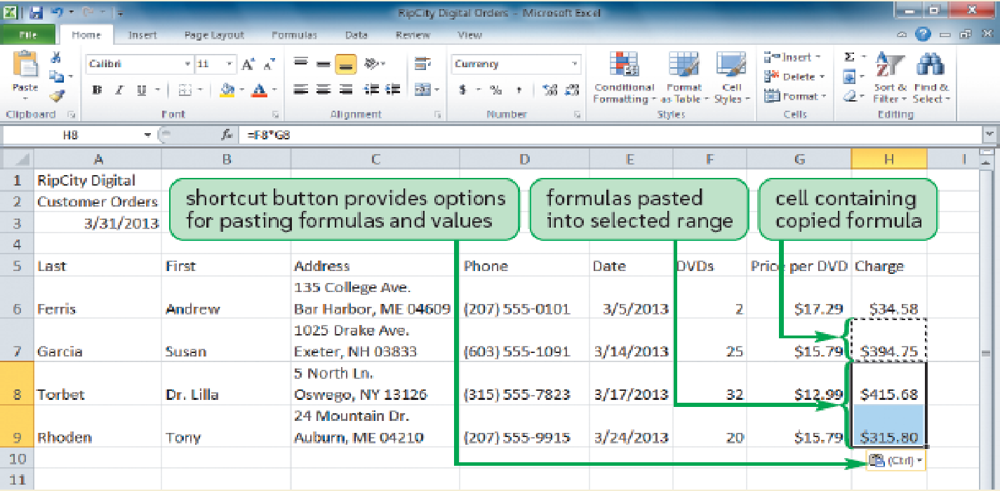 RipCity Digital Orders - Microsoft Excel
File Home Insert Page Layout Formulas Data Review View
Calibri 11 A A Currency Insert Σ
Paste B I U $ % , Conditional Format Cell Delete Sort & Find &
Formatting as Table Styles Format Filter Select
Clipboard Font Alignment Number Styles Cells Editing
H8 fx =F8*G8
A B C D E F G H I
1 RipCity Digital
2 Customer Orders
3 3/31/2013
shortcut button provides options
for pasting formulas and values
formulas pasted
into selected range
cell containing
copied formula
4
5 Last First Address Phone Date DVDs Price per DVD Charge
135 College Ave.
6 Ferris Andrew Bar Harbor, ME 04609 (207) 555-0101 3/5/2013 2 $17.29 $34.58
1025 Drake Ave.
7 Garcia Susan Exeter, NH 03833 (603) 555-1091 3/14/2013 25 $15.79 $394.75
5 North Ln.
8 Torbet Dr. Lilla Oswego, NY 13126 (315) 555-7823 3/17/2013 32 $12.99 $415.68
24 Mountain Dr.
9 Rhoden Tony Auburn, ME 04210 (207) 555-9915 3/24/2013 20 $15.79 $315.80
10 (Ctrl)
11